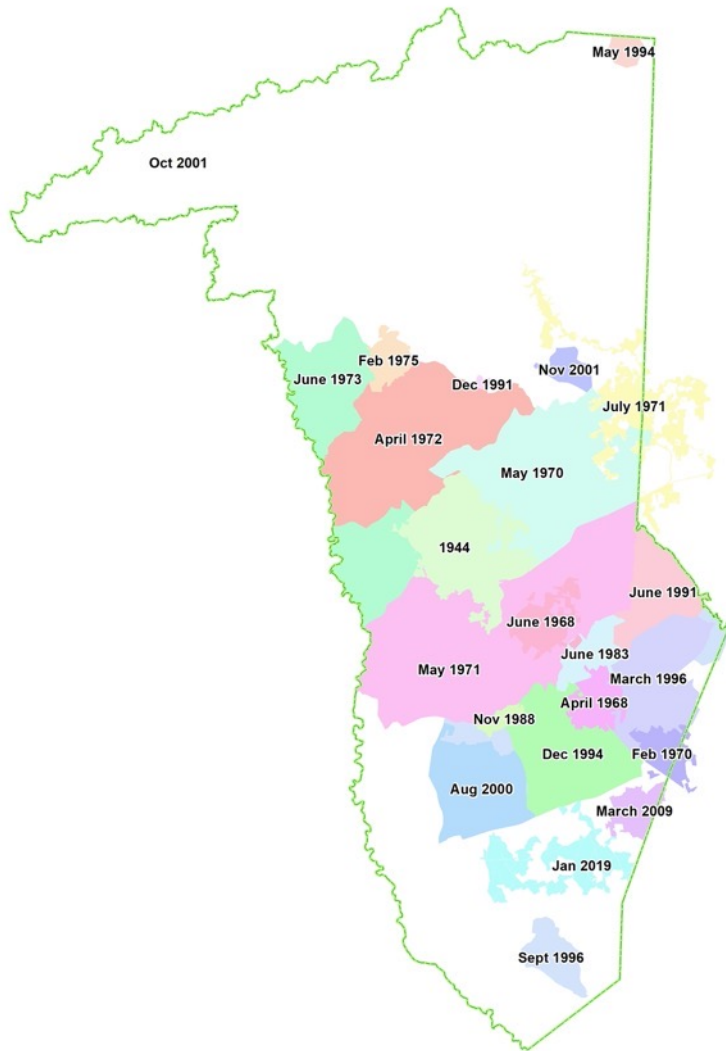 May 1994
Oct 2001
Feb 1975
Nov 2001
June 1973
Dec 1991
July 1971
April 1972
May 1970
1944
June 1991
June 1968
June 1983
May 1971
March 1996
April 1968
Nov 1988
Dec 1994
Feb 1970
Aug 2000
March 2009
Jan 2019
Sept 1996